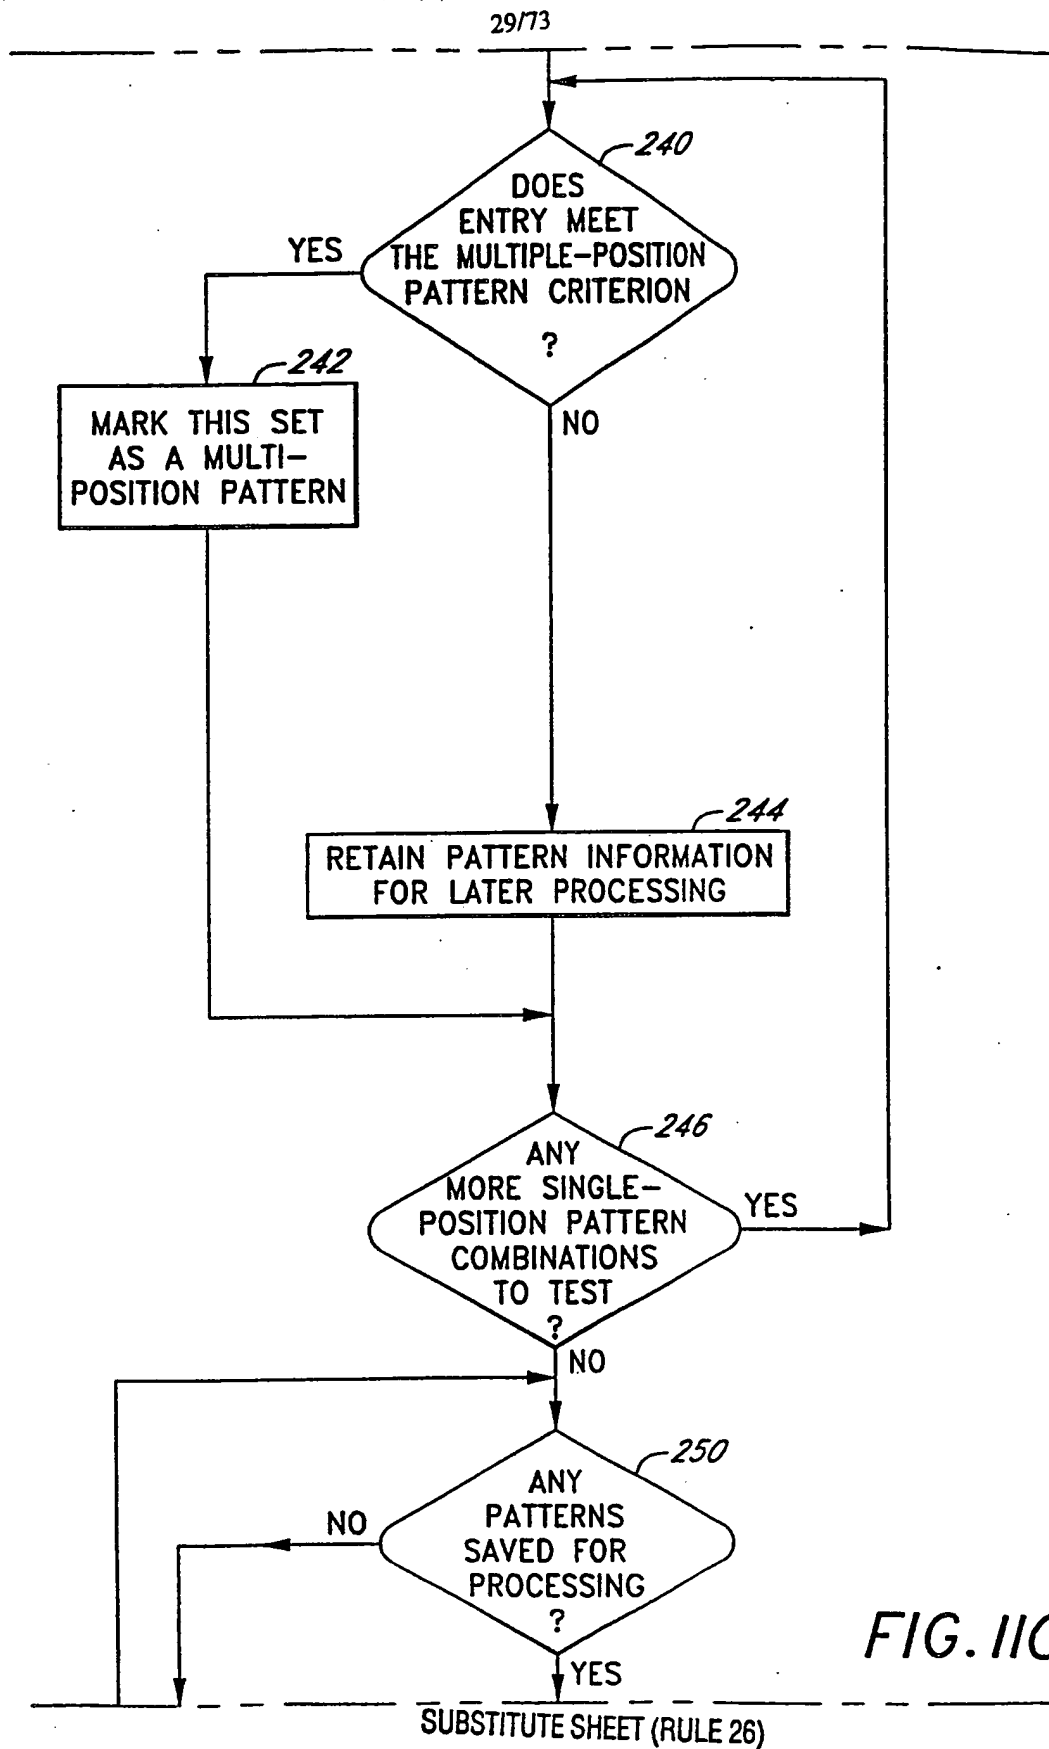 29/73
240
DOES
ENTRY MEET
THE MULTIPLE-POSITION
PATTERN CRITERION
?
YES
NO
242
MARK THIS SET
AS A MULTI-
POSITION PATTERN
244
RETAIN PATTERN INFORMATION
FOR LATER PROCESSING
246
ANY
MORE SINGLE-
POSITION PATTERN
COMBINATIONS
TO TEST
?
YES
NO
250
ANY
PATTERNS
SAVED FOR
PROCESSING
?
NO
YES
FIG. 11C
SUBSTITUTE SHEET (RULE 26)